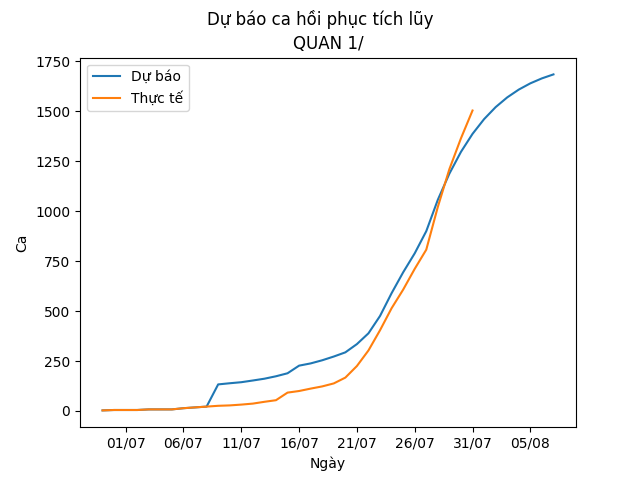 Dự báo ca hồi phục tích lũy
QUAN 1/
Dự báo
Thực tế
1750
1500
1250
1000
750
500
250
0
Ca
01/07
06/07
11/07
16/07
21/07
26/07
31/07
05/08
Ngày